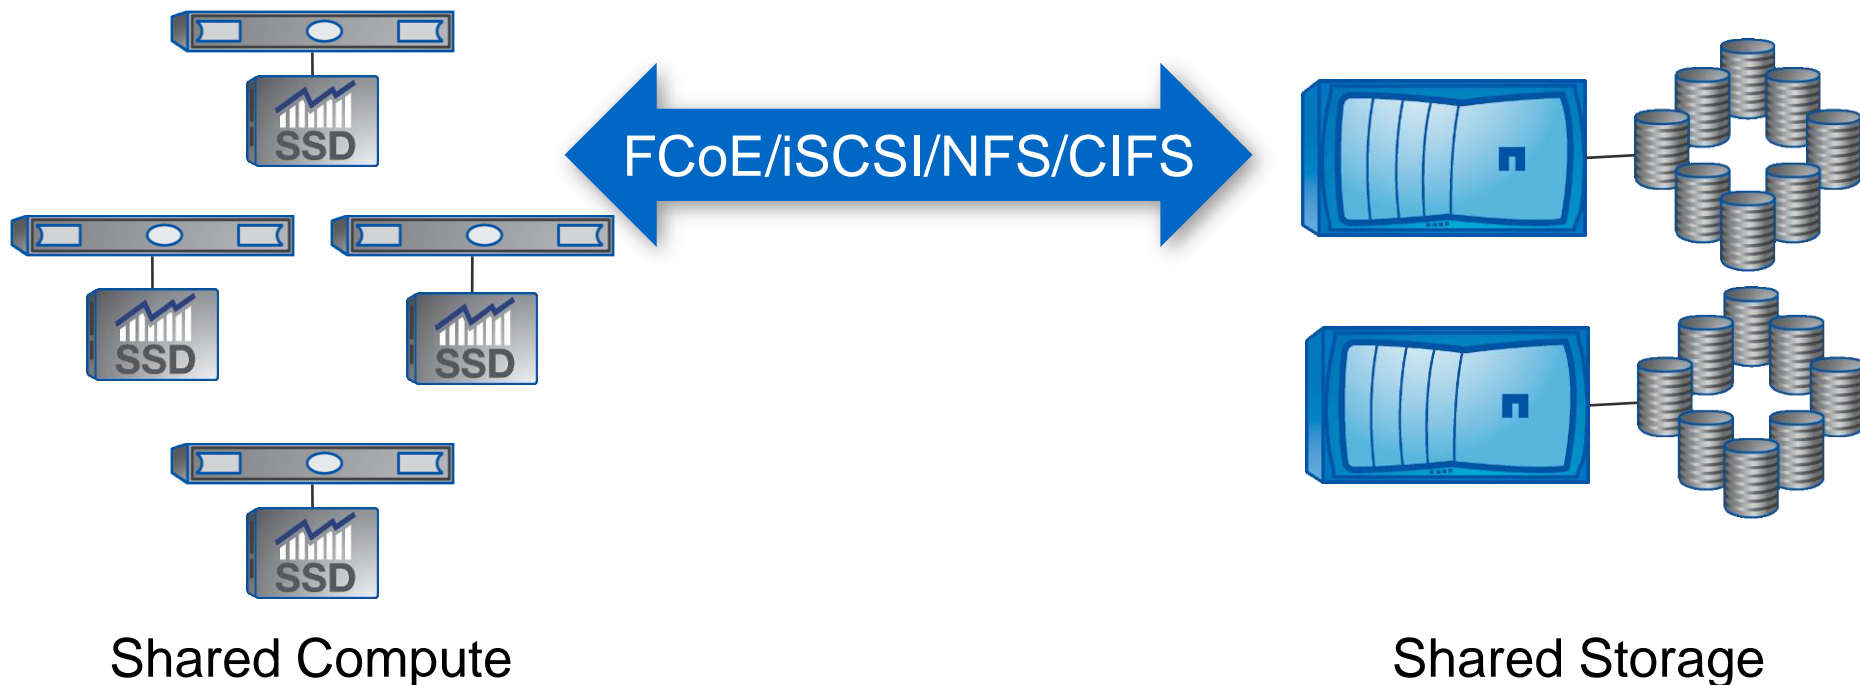 SSD
FCoE/iSCSI/NFS/CIFS
SSD
SSD
SSD
Shared Compute
Shared Storage